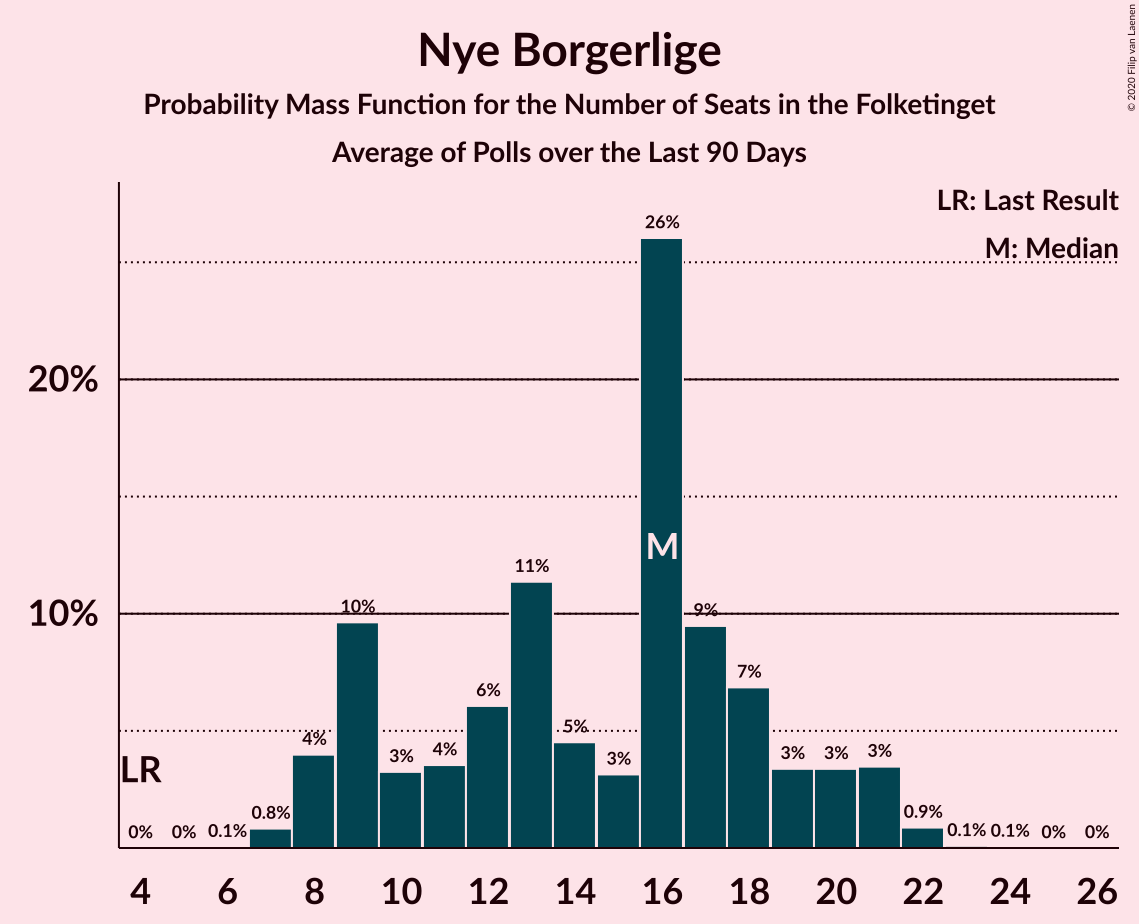 Nye Borgerlige
Probability Mass Function for the Number of Seats in the Folketinget
Average of Polls over the Last 90 Days
© 2020 Filip van Laenen
LR: Last Result
M: Median
26%
20%
M
11%
10%
10%
9%
7%
6%
5%
4%
3%
4%
3%
3%
3%
3%
LR
0.8%
0.9%
0%
0%
0.1%
0.1%
0.1%
0%
0%
4 6 8 10 12 14 16 18 20 22 24 26